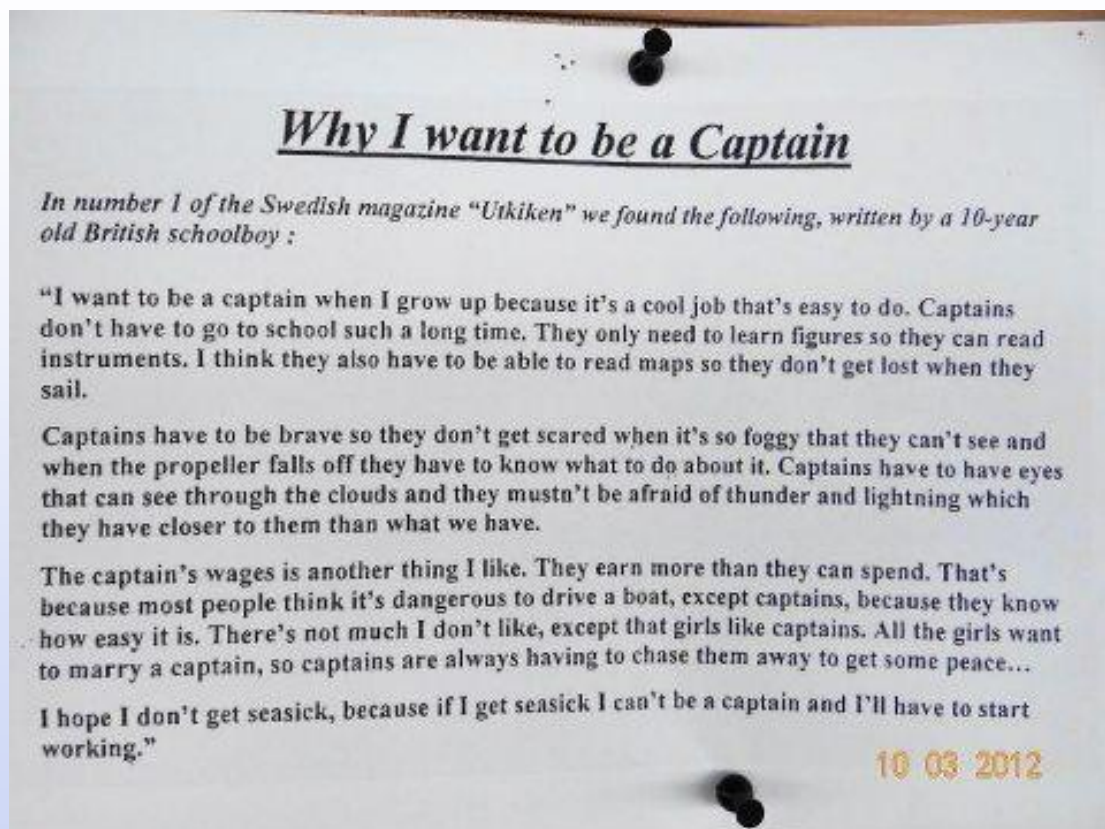 Why I want to be a Captain
In number 1 of the Swedish magazine “Utkiken” we found the following, written by a 10-year
old British schoolboy :
“I want to be a captain when I grow up because it’s a cool job that’s easy to do. Captains
don’t have to go to school such a long time. They only need to learn figures so they can read
instruments. I think they also have to be able to read maps so they don’t get lost when they
sail.
Captains have to be brave so they don’t get scared when it’s so foggy that they can’t see and
when the propeller falls off they have to know what to do about it. Captains have to have eyes
that can see through the clouds and they mustn’t be afraid of thunder and lightning which
they have closer to them than what we have.
The captain’s wages is another thing I like. They earn more than they can spend. That’s
because most people think it’s dangerous to drive a boat, except captains, because they know
how easy it is. There’s not much I don’t like, except that girls like captains. All the girls want
to marry a captain, so captains are always having to chase them away to get some peace…
I hope I don’t get seasick, because if I get seasick I can’t be a captain and I’ll have to start
working.”
10 03 2012